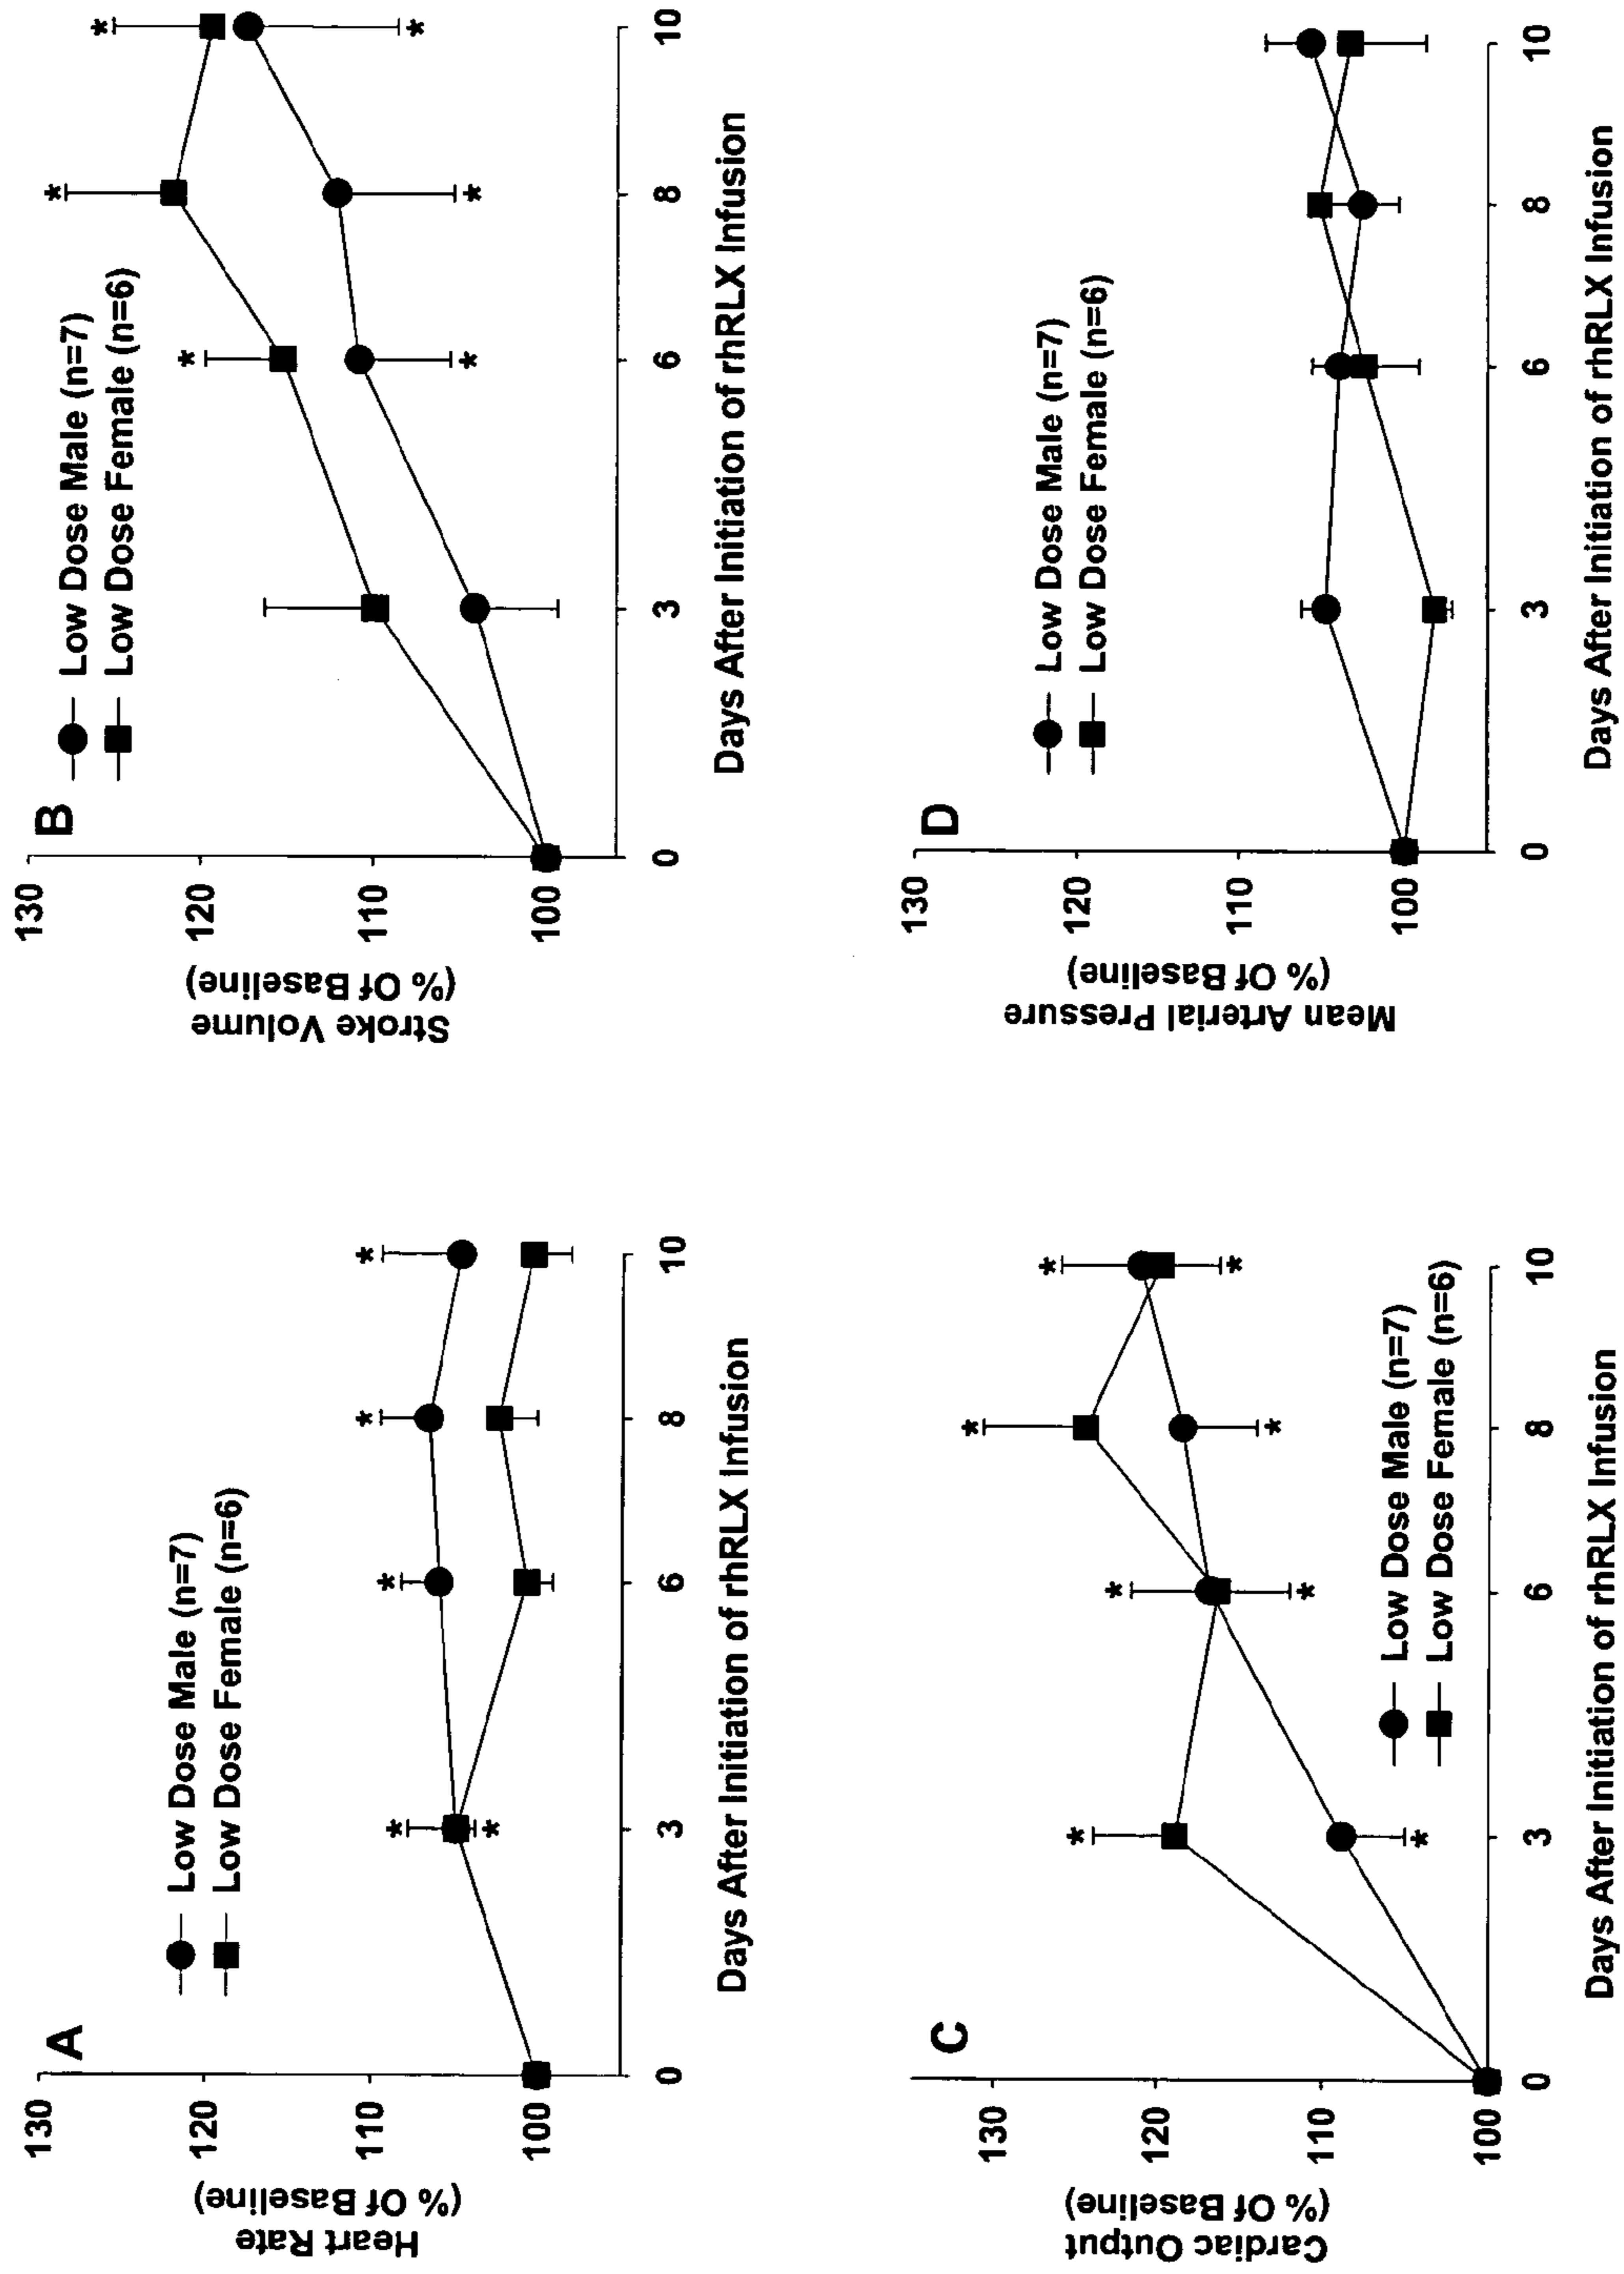 A
Low Dose Male (n=7)
Low Dose Female (n=6)
Heart Rate
(% Of Baseline)
130
120
110
100
0
3
6
8
10
*
*
*
*
*
Days After Initiation of rhRLX Infusion
B
Low Dose Male (n=7)
Low Dose Female (n=6)
Stroke Volume
(% Of Baseline)
130
120
110
100
0
3
6
8
10
*
*
*
*
*
*
Days After Initiation of rhRLX Infusion
C
Cardiac Output
(% Of Baseline)
130
120
110
100
*
*
*
*
*
*
*
*
Low Dose Male (n=7)
Low Dose Female (n=6)
0
3
6
8
10
Days After Initiation of rhRLX Infusion
D
Low Dose Male (n=7)
Low Dose Female (n=6)
Mean Arterial Pressure
(% Of Baseline)
130
120
110
100
0
3
6
8
10
Days After Initiation of rhRLX Infusion